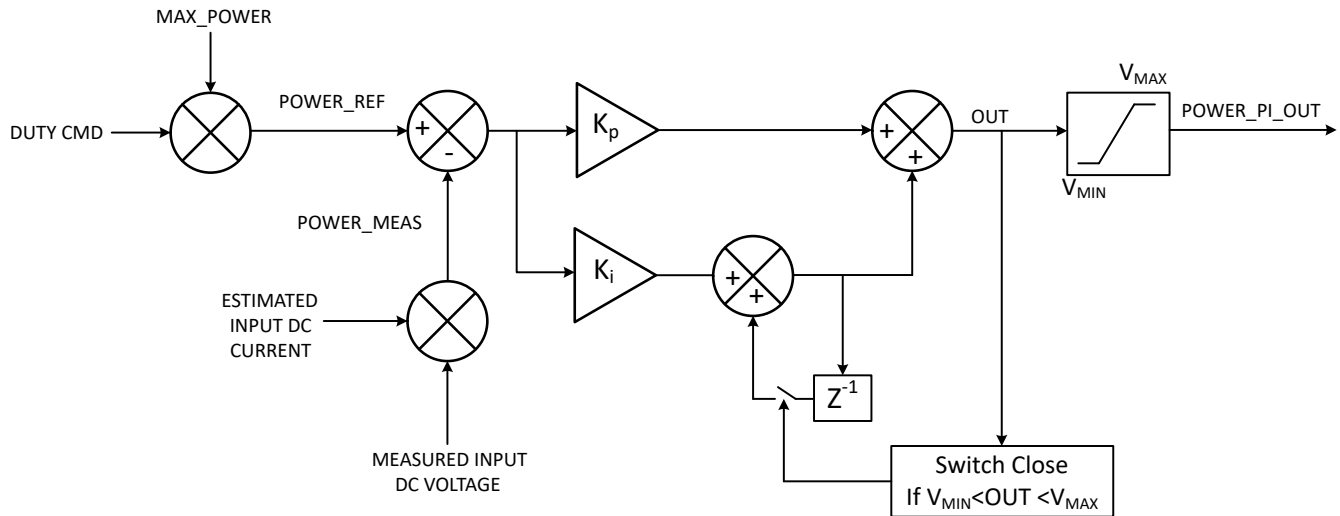 MAX_POWER
DUTY CMD
POWER_REF
+
-
POWER_MEAS
ESTIMATED
INPUT DC
CURRENT
MEASURED INPUT
DC VOLTAGE
Kp
Ki
+
+
Z-1
+
+
OUT
VMAX
VMIN
POWER_PI_OUT
Switch Close
If VMIN<OUT <VMAX